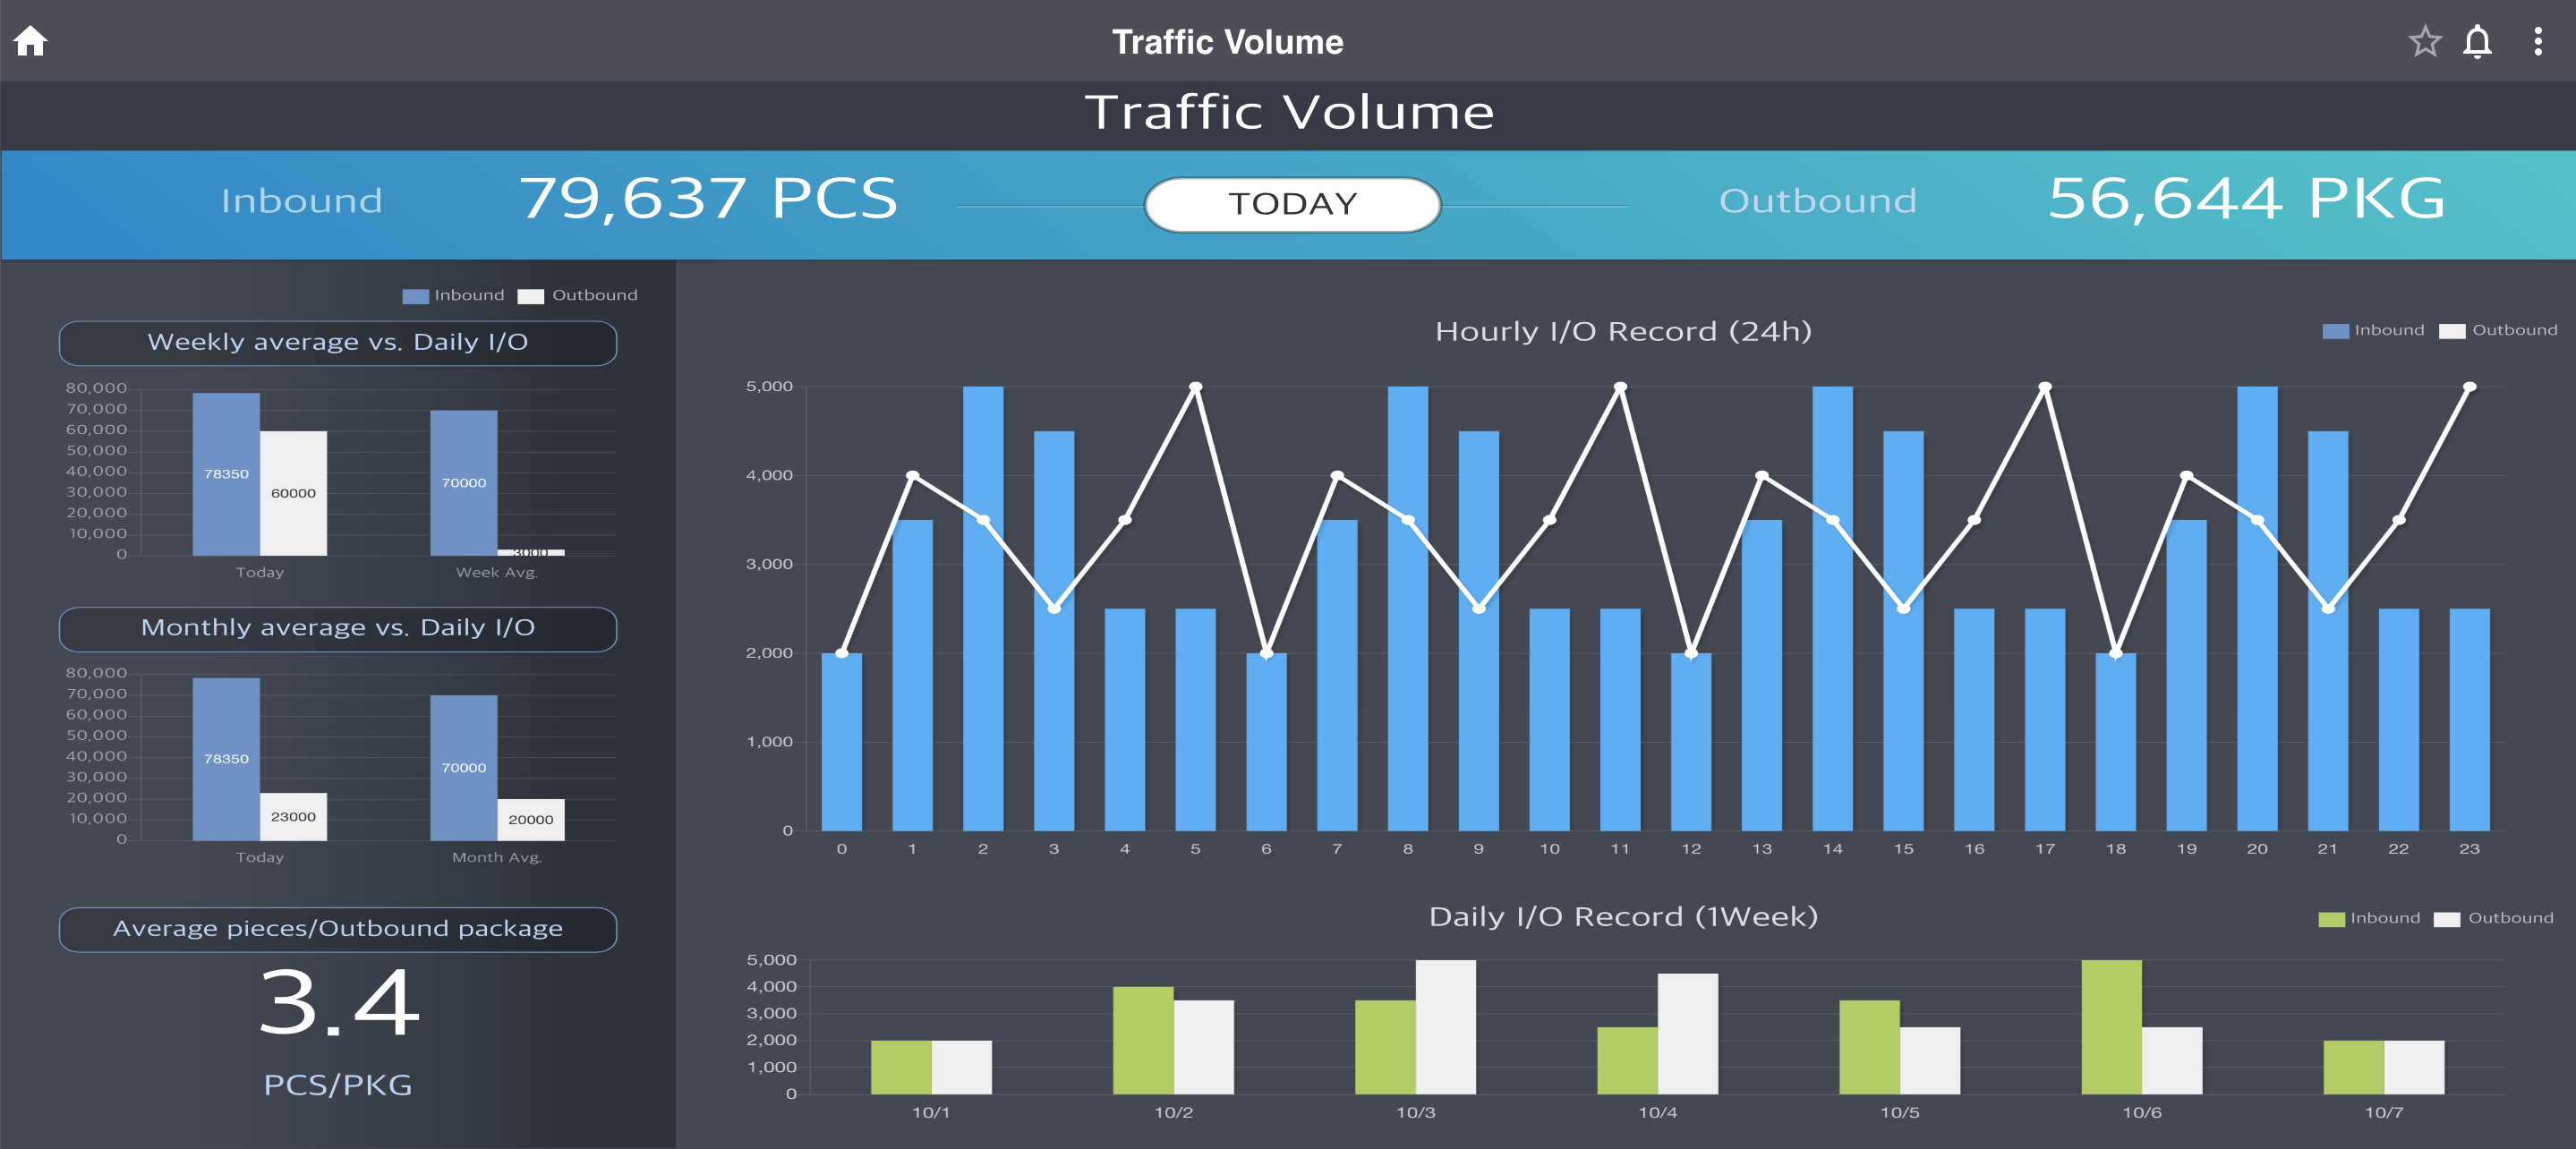 Traffic Volume
Traffic Volume
Inbound 79,637 PCS TODAY Outbound 56,644 PKG
Inbound Outbound
Weekly average vs. Daily I/O
80,000
70,000
60,000
50,000
40,000
30,000
20,000
10,000
0
78350 60000 70000 3000
Today Week Avg.
Monthly average vs. Daily I/O
80,000
70,000
60,000
50,000
40,000
30,000
20,000
10,000
0
78350 23000 70000 20000
Today Month Avg.
Average pieces/Outbound package
3.4
PCS/PKG
Hourly I/O Record (24h)
Inbound Outbound
5,000
4,000
3,000
2,000
1,000
0
0 1 2 3 4 5 6 7 8 9 10 11 12 13 14 15 16 17 18 19 20 21 22 23
Daily I/O Record (1Week)
Inbound Outbound
5,000
4,000
3,000
2,000
1,000
0
10/1 10/2 10/3 10/4 10/5 10/6 10/7